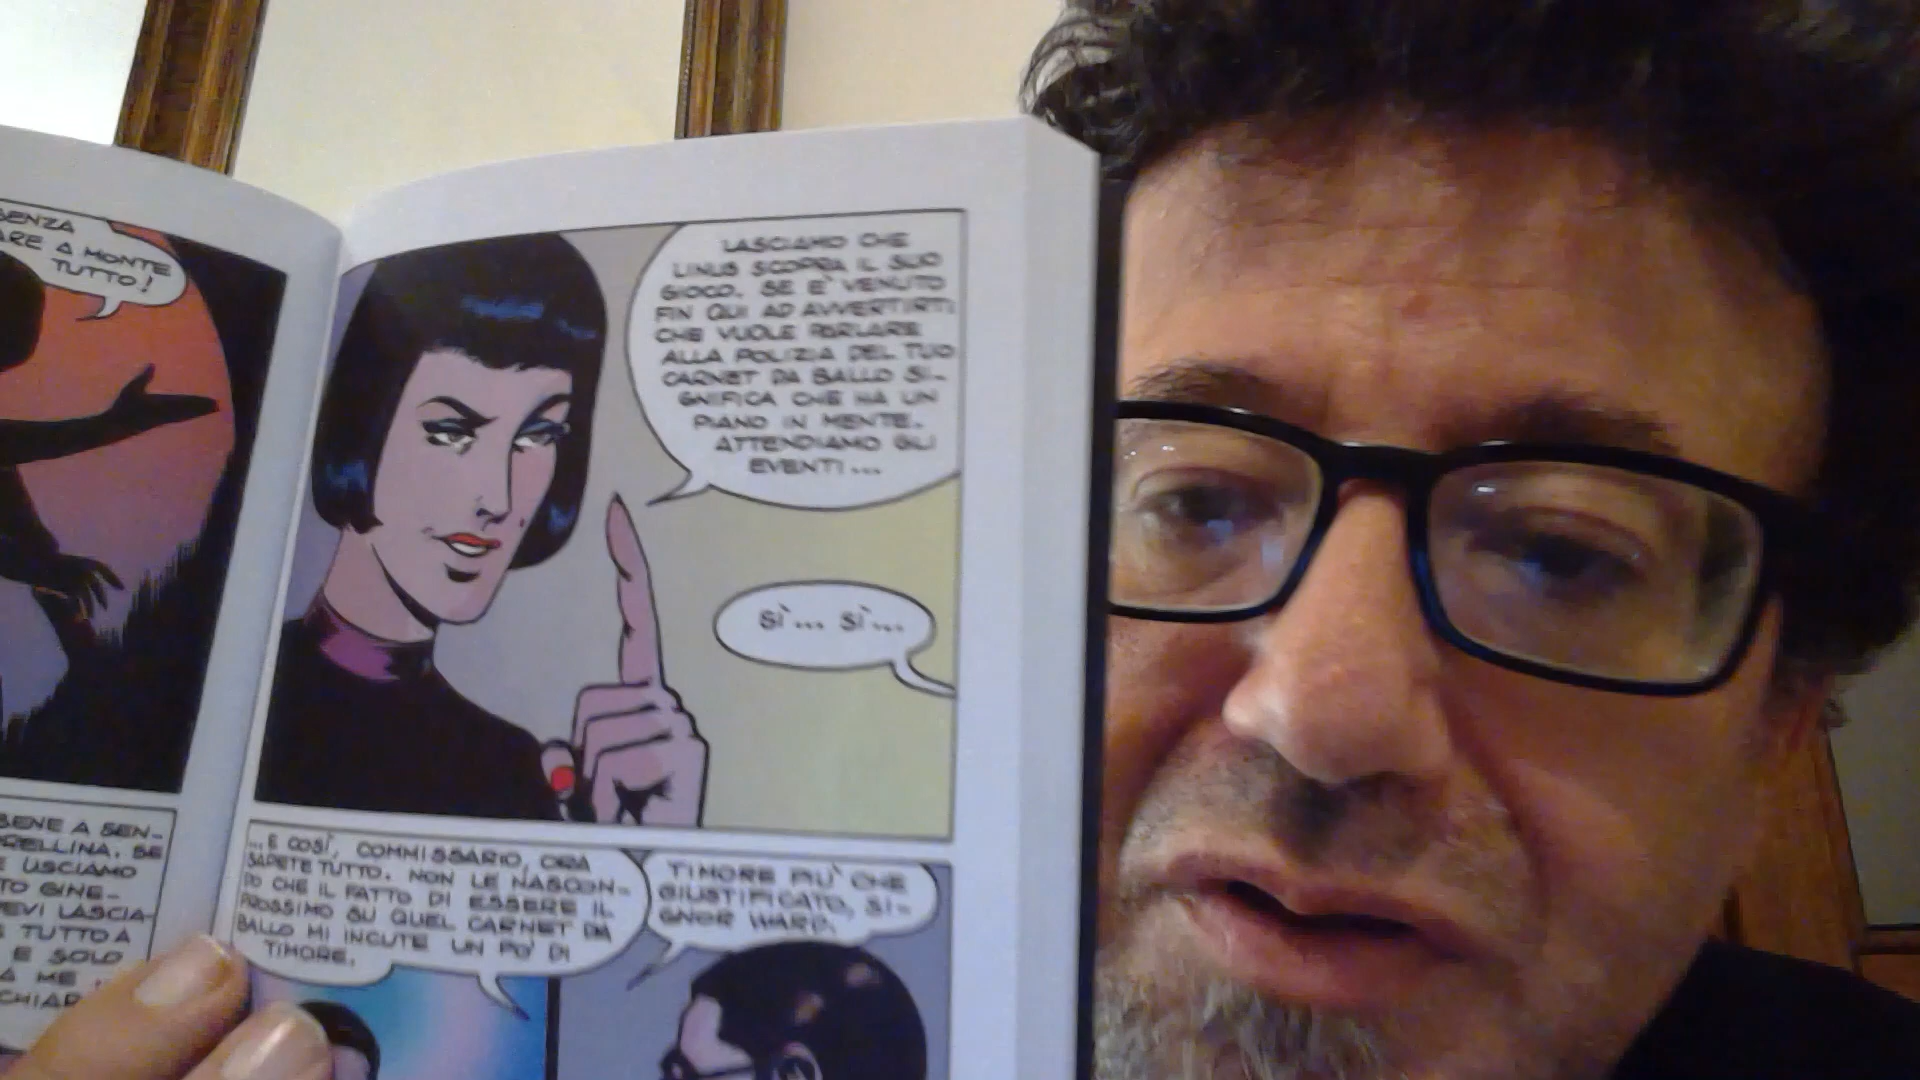 SENZA
ARE A MONTE
TUTTO!
BENE A SEN-
RELLINA. SE
E USCIAMO
TO GINE-
EVI LASCIA-
TUTTO A
E SOLO
A ME
CHIAR
LASCIAMO CHE
LINUS SCOPRA IL SUO
GIOCO. SE E' VENUTO
FIN QUI AD AVVERTIRTI
CHE VUOLE PARLARE
ALLA POLIZIA DEL TUO
CARNET DA BALLO SI-
GNIFICA CHE HA UN
PIANO IN MENTE.
ATTENDIAMO GLI
EVENTI...
SÌ... SÌ...
...E COSÌ, COMMISSARIO, ORA
SAPETE TUTTO. NON LE NASCON-
DO CHE IL FATTO DI ESSERE IL
PROSSIMO SU QUEL CARNET DA
BALLO MI INCUTE UN PO' DI
TIMORE.
TIMORE PIU' CHE
GIUSTIFICATO, SI-
GNOR WARD.